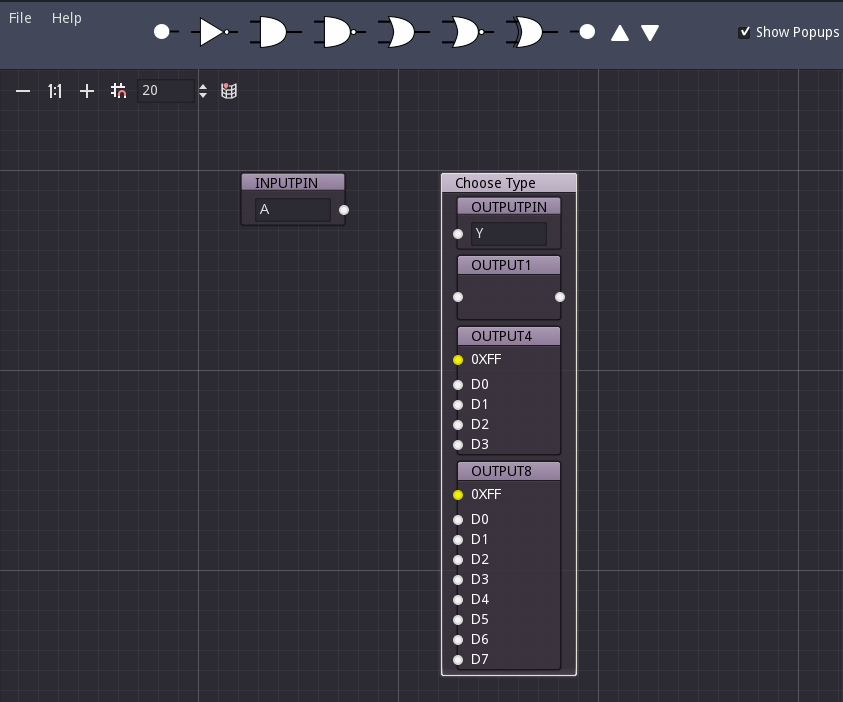 File Help
Show Popups
1:1
20
INPUTPIN
A
Choose Type
OUTPUTPIN
Y
OUTPUT1
OUTPUT4
0XFF
D0
D1
D2
D3
OUTPUT8
0XFF
D0
D1
D2
D3
D4
D5
D6
D7